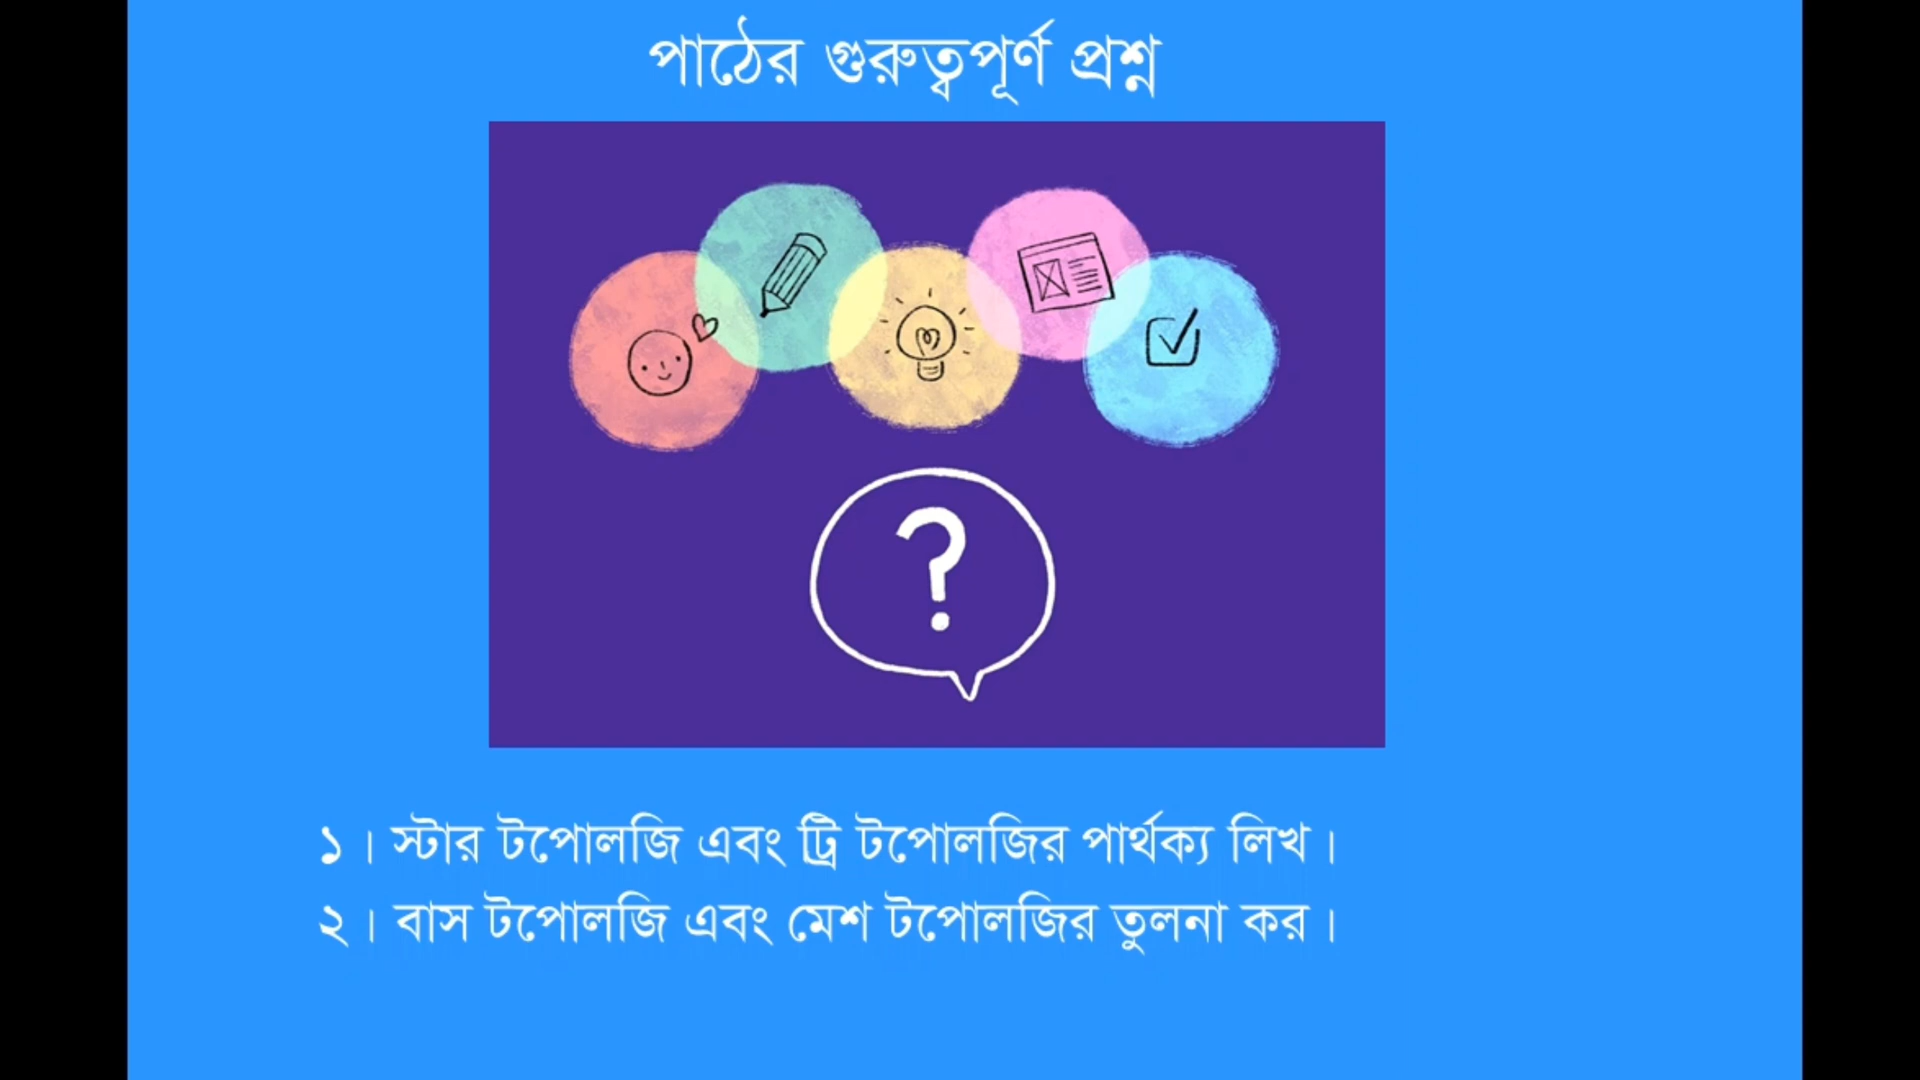 পাঠের গুরুত্বপূর্ণ প্রশ্ন
?
১। স্টার টপোলজি এবং ট্রি টপোলজির পার্থক্য লিখ।
২। বাস টপোলজি এবং মেশ টপোলজির তুলনা কর।